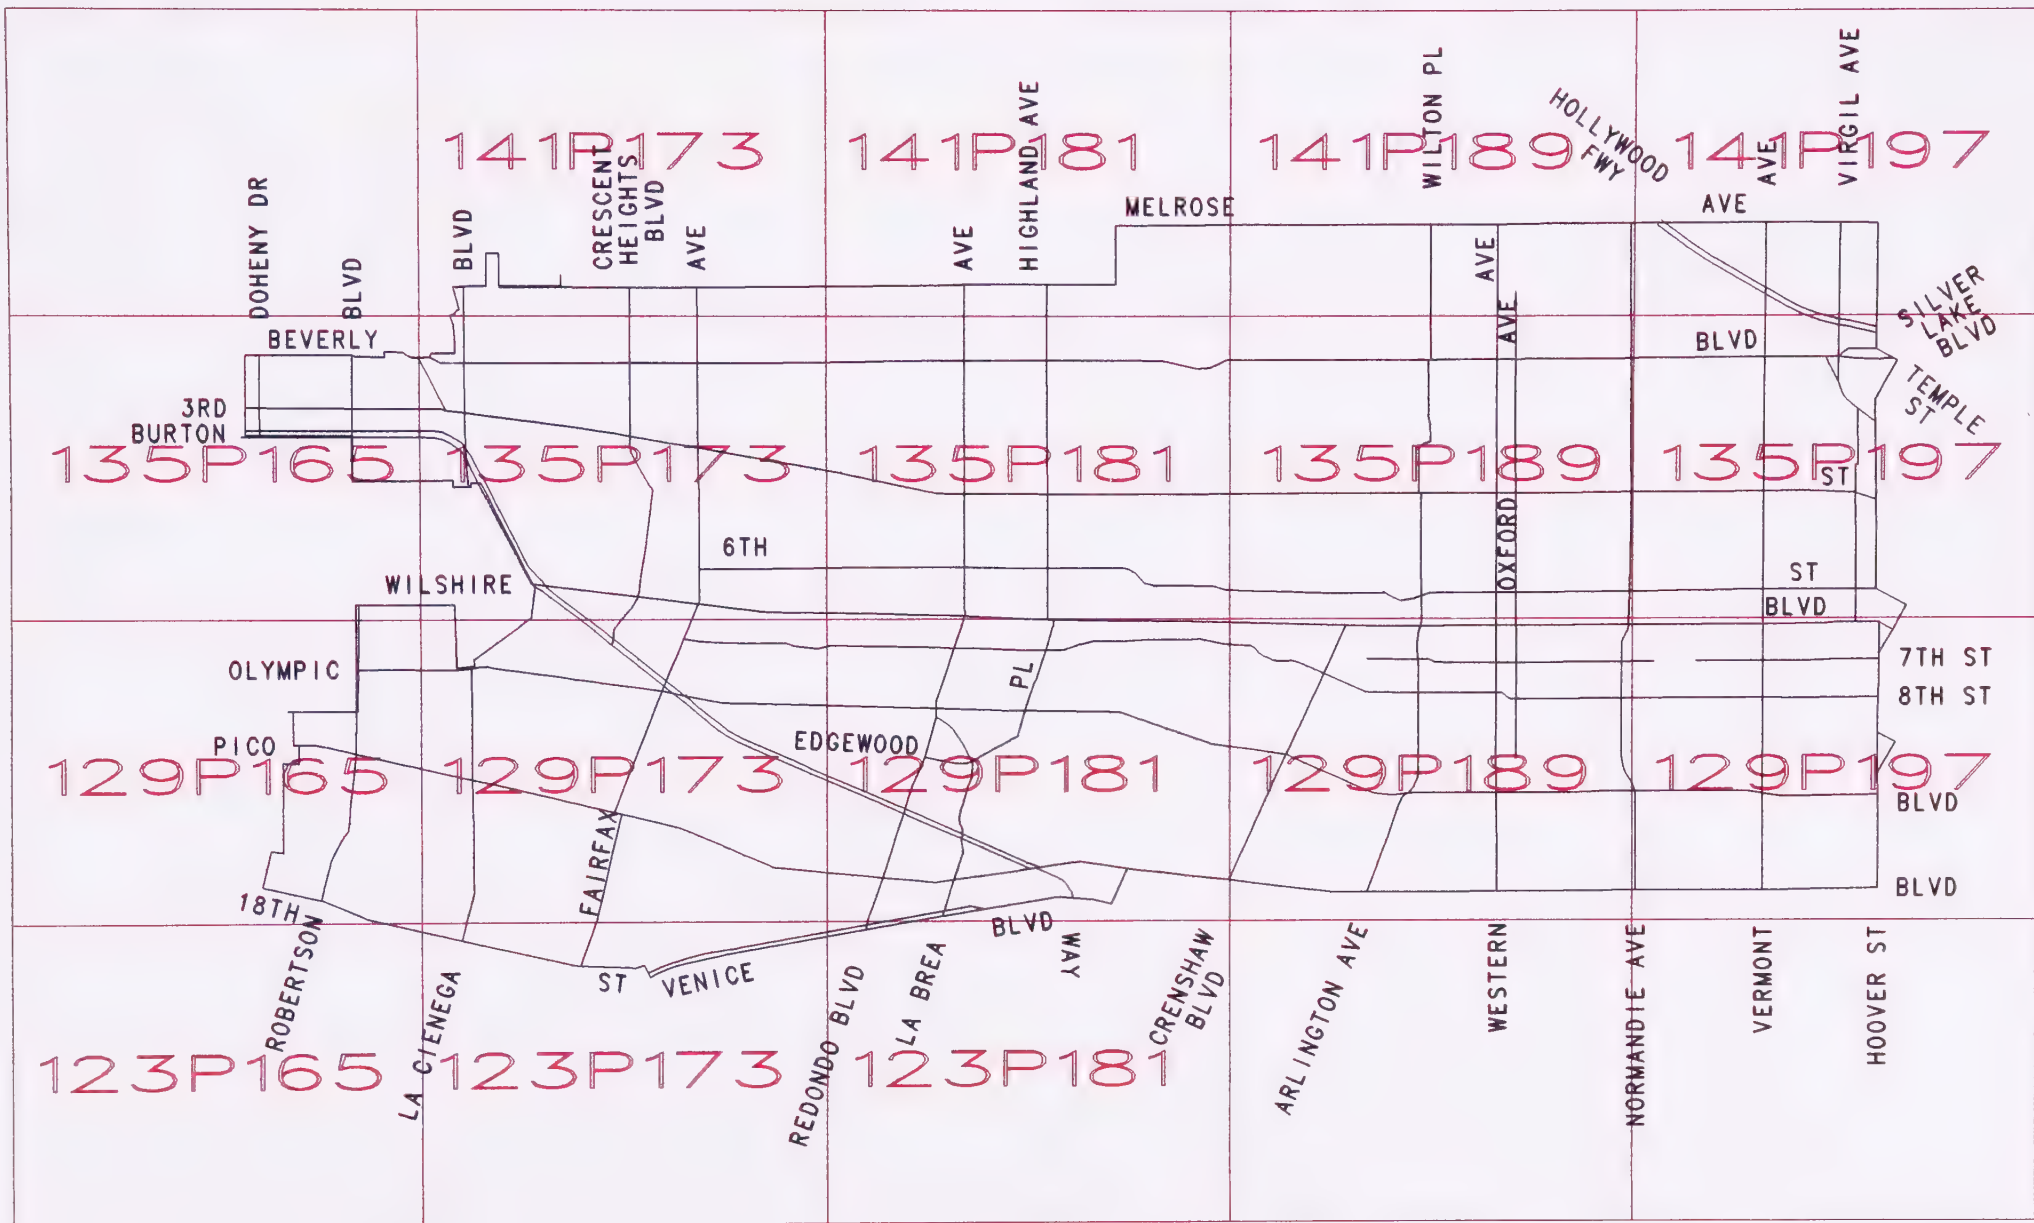 141P173
141P181
141P189
141P197
DOHENY DR
BLVD
BLVD
CRESCENT
HEIGHTS
BLVD
AVE
AVE
HIGHLAND AVE
MELROSE
WILTON PL
AVE
AVE
HOLLYWOOD
FWY
AVE
AVE
VIRGIL AVE
SILVER
LAKE
BLVD
BEVERLY
BLVD
TEMPLE
ST
3RD
BURTON
135P165
135P173
135P181
135P189
135P197
ST
6TH
OXFORD
ST
WILSHIRE
BLVD
OLYMPIC
PL
7TH ST
8TH ST
PICO
EDGEWOOD
129P165
129P173
129P181
129P189
129P197
BLVD
FAIRFAX
BLVD
18TH
ROBERTSON
LA CIENEGA
ST
VENICE
BLVD
REDONDO BLVD
LA BREA
WAY
CRENSHAW
BLVD
ARLINGTON AVE
WESTERN
NORMANDIE AVE
VERMONT
HOOVER ST
123P165
123P173
123P181